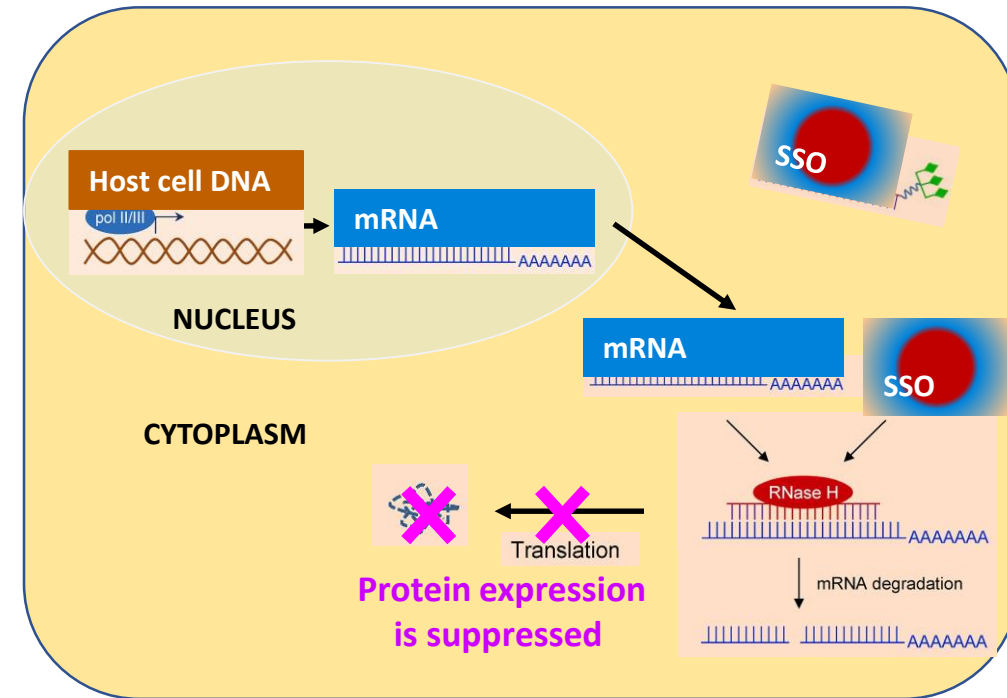 Host cell DNA
pol II/III
mRNA
AAAAAAA
NUCLEUS
SSO
mRNA
AAAAAAA
SSO
CYTOPLASM
RNase H
AAAAAAA
Translation
mRNA degradation
Protein expression
is suppressed
AAAAAAA